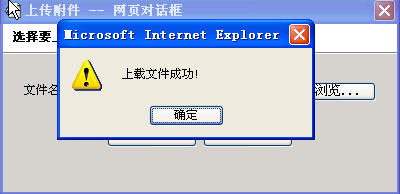 上传附件 -- 网页对话框
选择要
Microsoft Internet Explorer
上载文件成功!
文件名
浏览...
确定